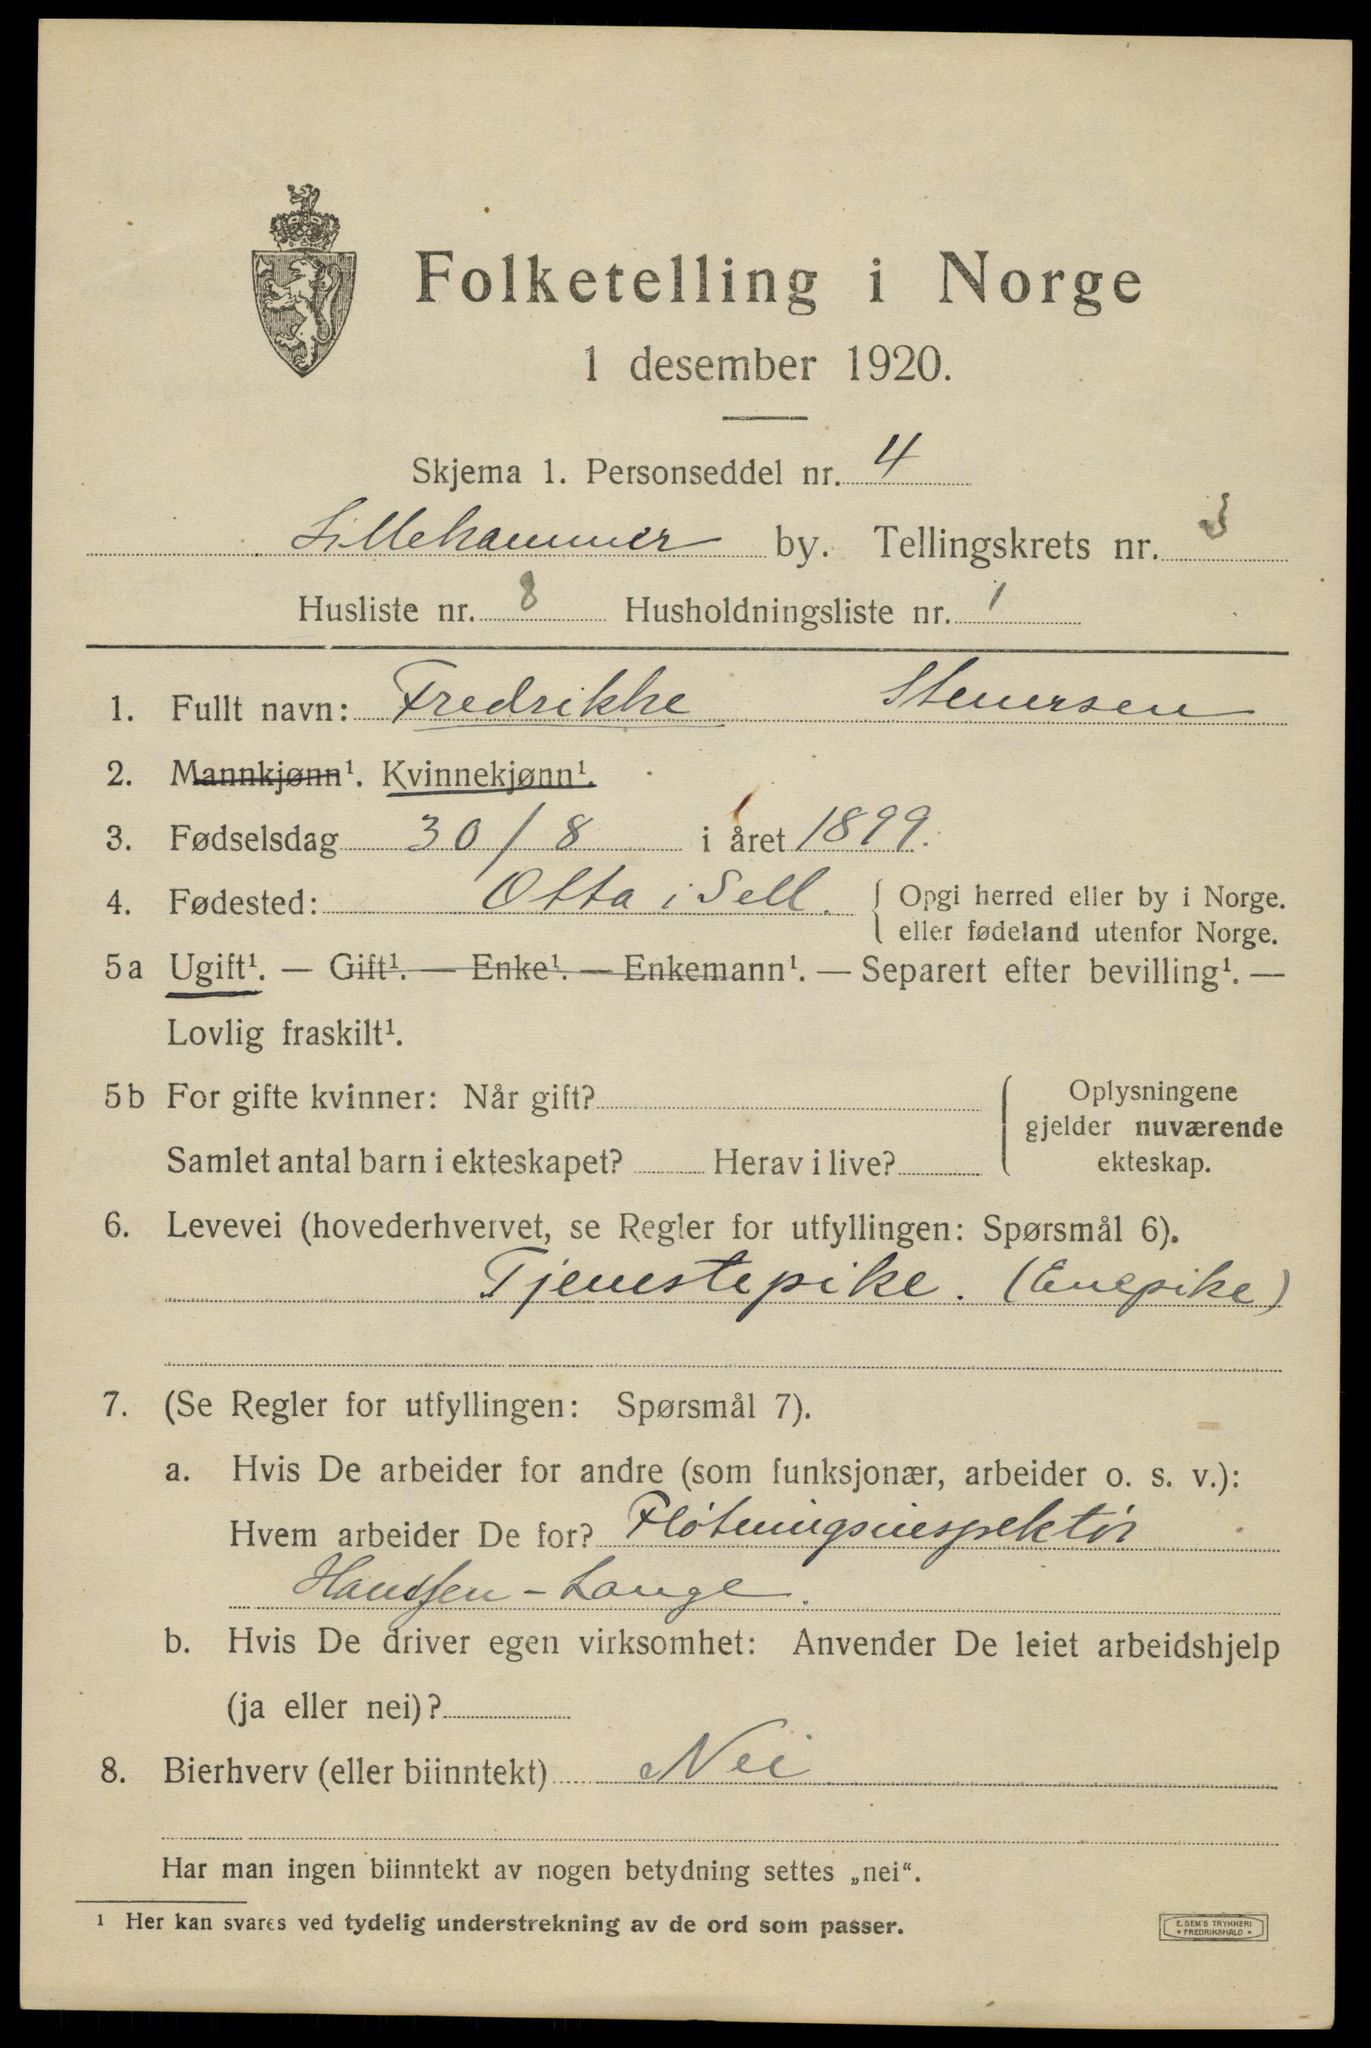 Folketelling i Norge
1 desember 1920.
Skjema 1. Personseddel nr. 4
Lillehammer by. Tellingskrets nr. 3
Husliste nr. 8 Husholdningsliste nr. 1
1. Fullt navn: Fredrikke Stenersen
2. Mannkjønn¹. Kvinnekjønn¹.
3. Fødselsdag 30/8 i året 1899.
4. Fødested: Otta i Sell. { Opgi herred eller by i Norge.
eller fødeland utenfor Norge.
5a Ugift¹. — Gift¹. — Enke¹. — Enkemann¹. — Separert efter bevilling¹. —
Lovlig fraskilt¹.
5b For gifte kvinner: Når gift? { Oplysningene
gjelder nuværende
Samlet antal barn i ekteskapet? Herav i live? ekteskap.
6. Levevei (hovederhvervet, se Regler for utfyllingen: Spørsmål 6).
Tjenestepike. (Enepike)
7. (Se Regler for utfyllingen: Spørsmål 7).
a. Hvis De arbeider for andre (som funksjonær, arbeider o. s. v.):
Hvem arbeider De for? Fløtningsinspektør
Hanssen-Lange.
b. Hvis De driver egen virksomhet: Anvender De leiet arbeidshjelp
(ja eller nei)?
8. Bierhverv (eller biinntekt) Nei
Har man ingen biinntekt av nogen betydning settes „nei“.
¹ Her kan svares ved tydelig understrekning av de ord som passer.
E. SEM'S TRYKKERI
* FREDRIKSHALD *